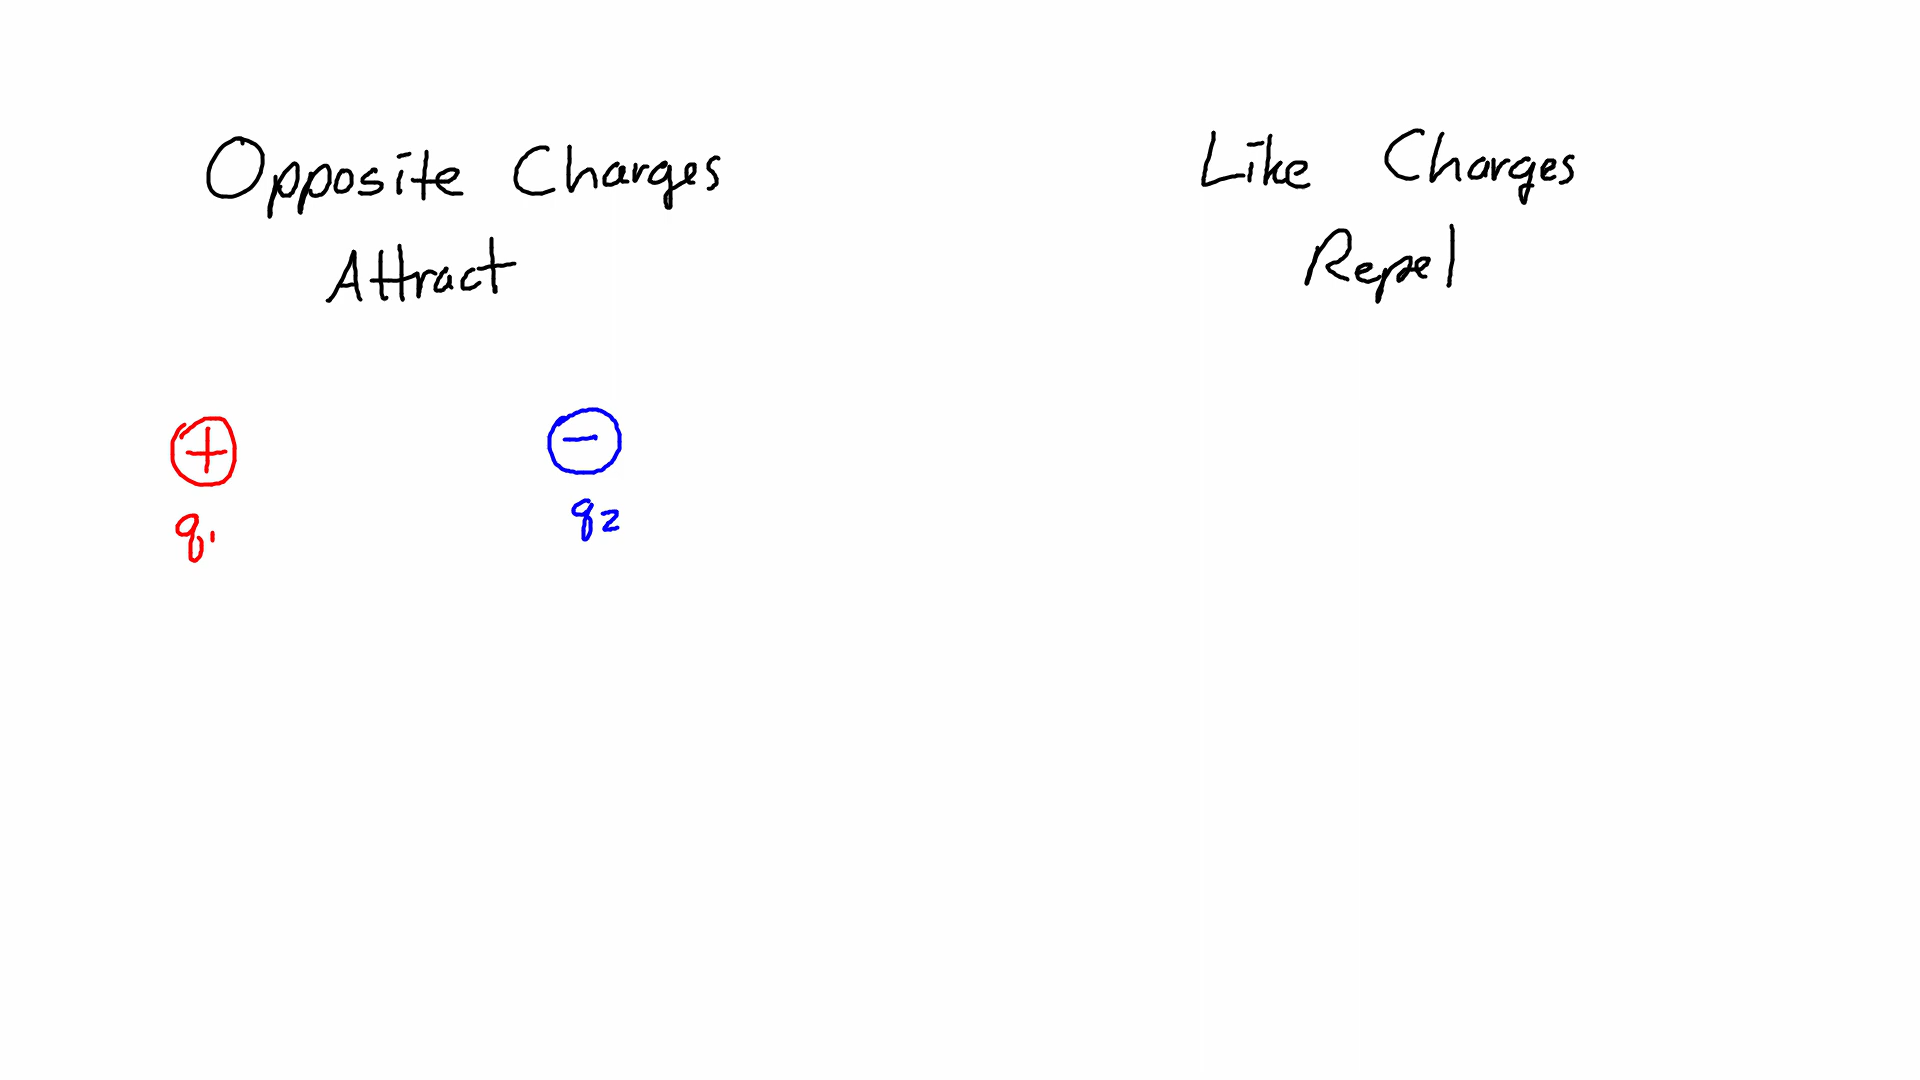 Opposite Charges
Attract
Like Charges
Repel
+
−
q1
q2